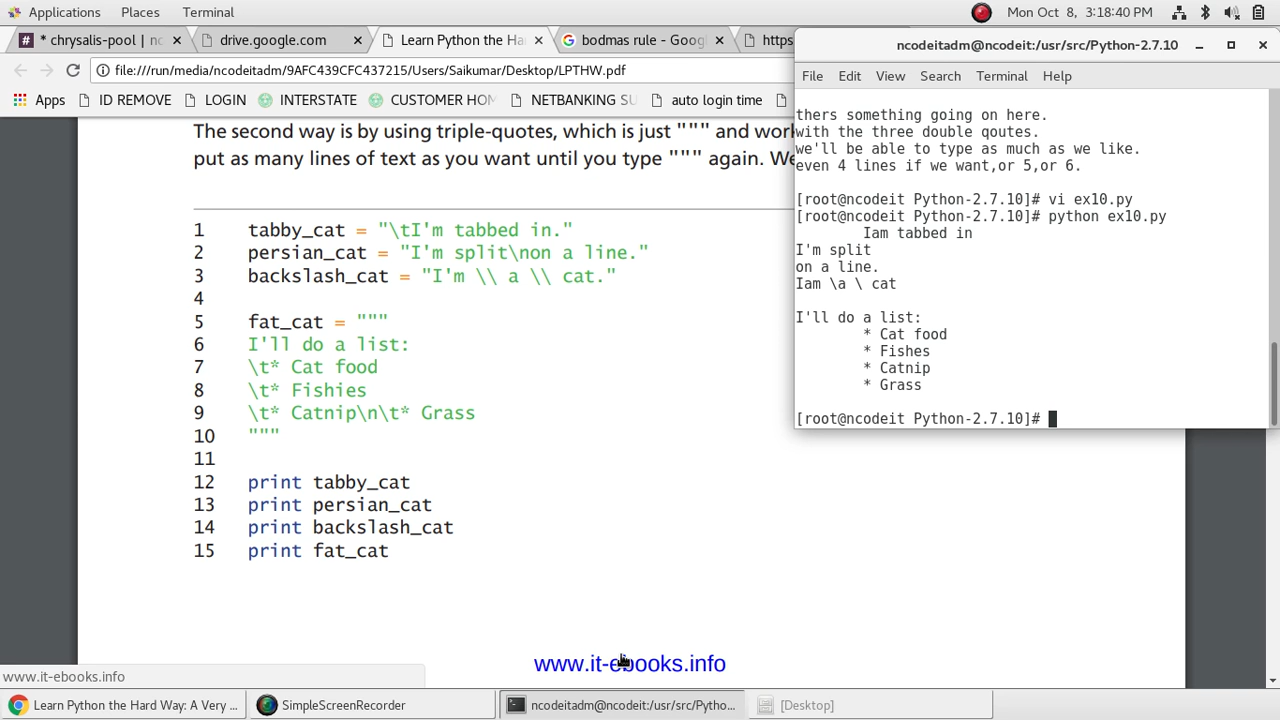 Applications Places Terminal Mon Oct 8, 3:18:40 PM
* chrysalis-pool | nc drive.google.com Learn Python the Ha bodmas rule - Goog https
file:///run/media/ncodeitadm/9AFC439CFC437215/Users/Saikumar/Desktop/LPTHW.pdf
Apps ID REMOVE LOGIN INTERSTATE CUSTOMER HOM NETBANKING SU auto login time
The second way is by using triple-quotes, which is just """ and work
put as many lines of text as you want until you type """ again. We
1 tabby_cat = "\tI'm tabbed in."
2 persian_cat = "I'm split\non a line."
3 backslash_cat = "I'm \\ a \\ cat."
4
5 fat_cat = """
6 I'll do a list:
7 \t* Cat food
8 \t* Fishies
9 \t* Catnip\n\t* Grass
10 """
11
12 print tabby_cat
13 print persian_cat
14 print backslash_cat
15 print fat_cat
www.it-ebooks.info
www.it-ebooks.info
ncodeitadm@ncodeit:/usr/src/Python-2.7.10
File Edit View Search Terminal Help
thers something going on here.
with the three double qoutes.
we'll be able to type as much as we like.
even 4 lines if we want,or 5,or 6.
[root@ncodeit Python-2.7.10]# vi ex10.py
[root@ncodeit Python-2.7.10]# python ex10.py
Iam tabbed in
I'm split
on a line.
Iam \a \ cat
I'll do a list:
* Cat food
* Fishes
* Catnip
* Grass
[root@ncodeit Python-2.7.10]#
Learn Python the Hard Way: A Very ... SimpleScreenRecorder ncodeitadm@ncodeit:/usr/src/Pytho... [Desktop]